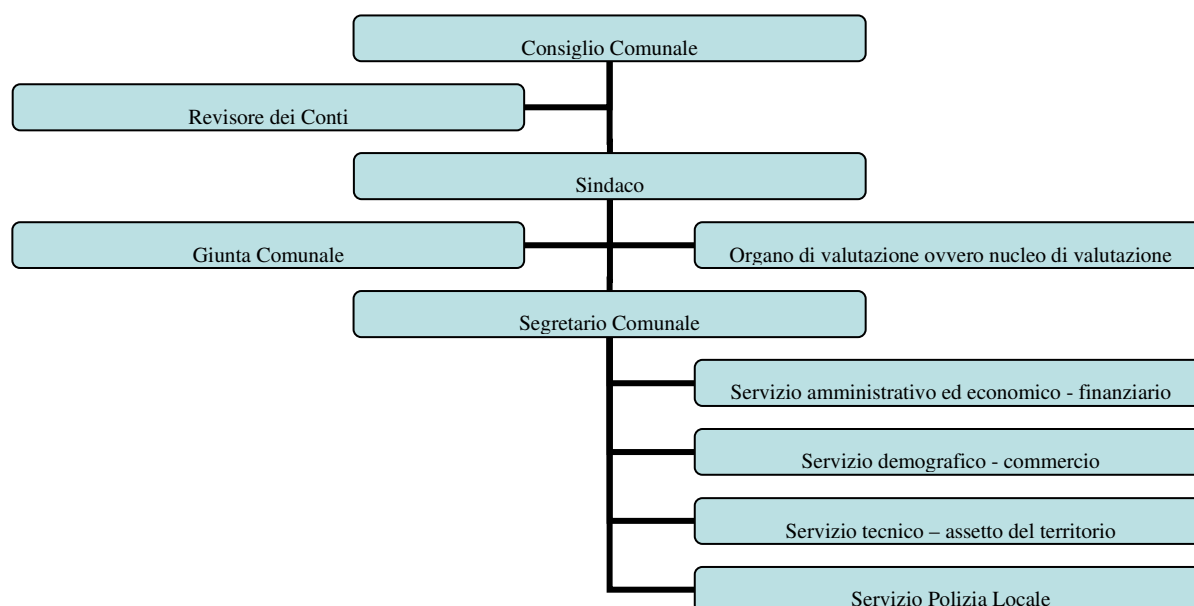 Consiglio Comunale
Revisore dei Conti
Sindaco
Giunta Comunale
Organo di valutazione ovvero nucleo di valutazione
Segretario Comunale
Servizio amministrativo ed economico - finanziario
Servizio demografico - commercio
Servizio tecnico – assetto del territorio
Servizio Polizia Locale